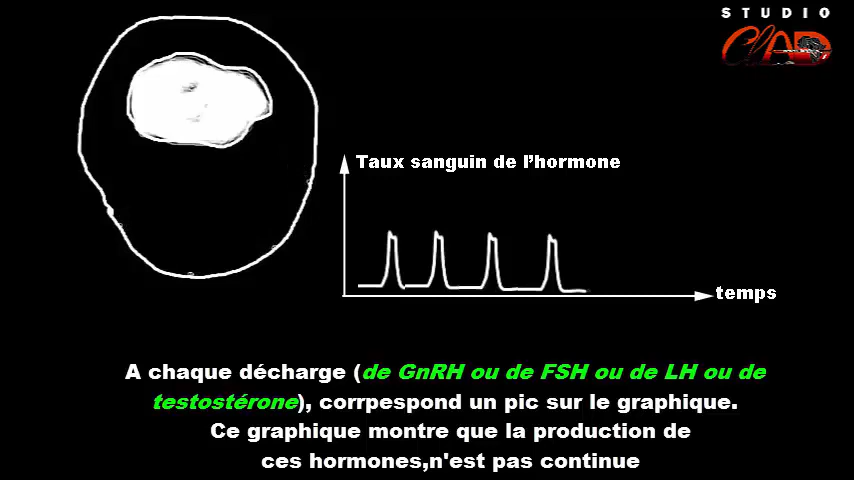 STUDIO
CLAP
Taux sanguin de l'hormone
temps
A chaque décharge (de GnRH ou de FSH ou de LH ou de
testostérone), corrpespond un pic sur le graphique.
Ce graphique montre que la production de
ces hormones,n'est pas continue